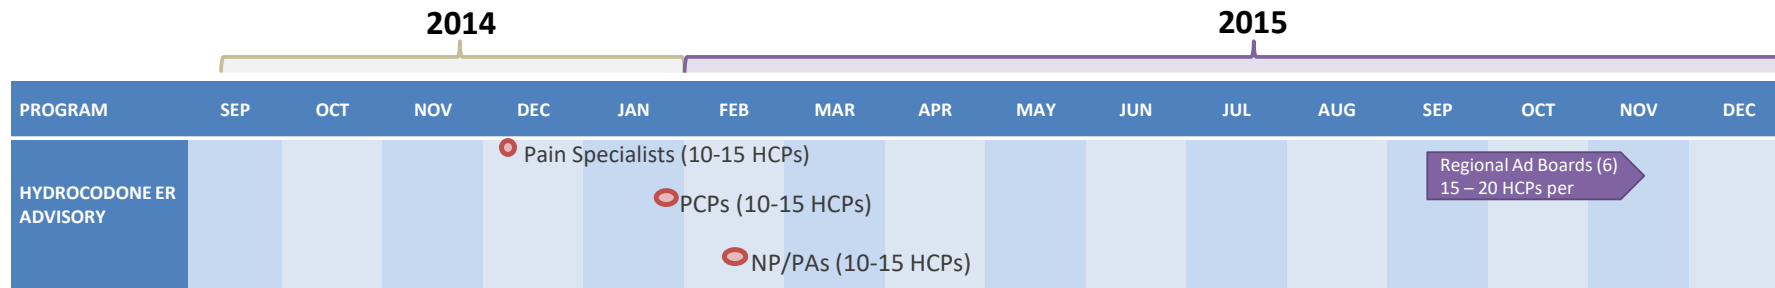 2014 2015
PROGRAM SEP OCT NOV DEC JAN FEB MAR APR MAY JUN JUL AUG SEP OCT NOV DEC
Pain Specialists (10-15 HCPs)
Regional Ad Boards (6)
15 – 20 HCPs per
HYDROCODONE ER
ADVISORY
PCPs (10-15 HCPs)
NP/PAs (10-15 HCPs)